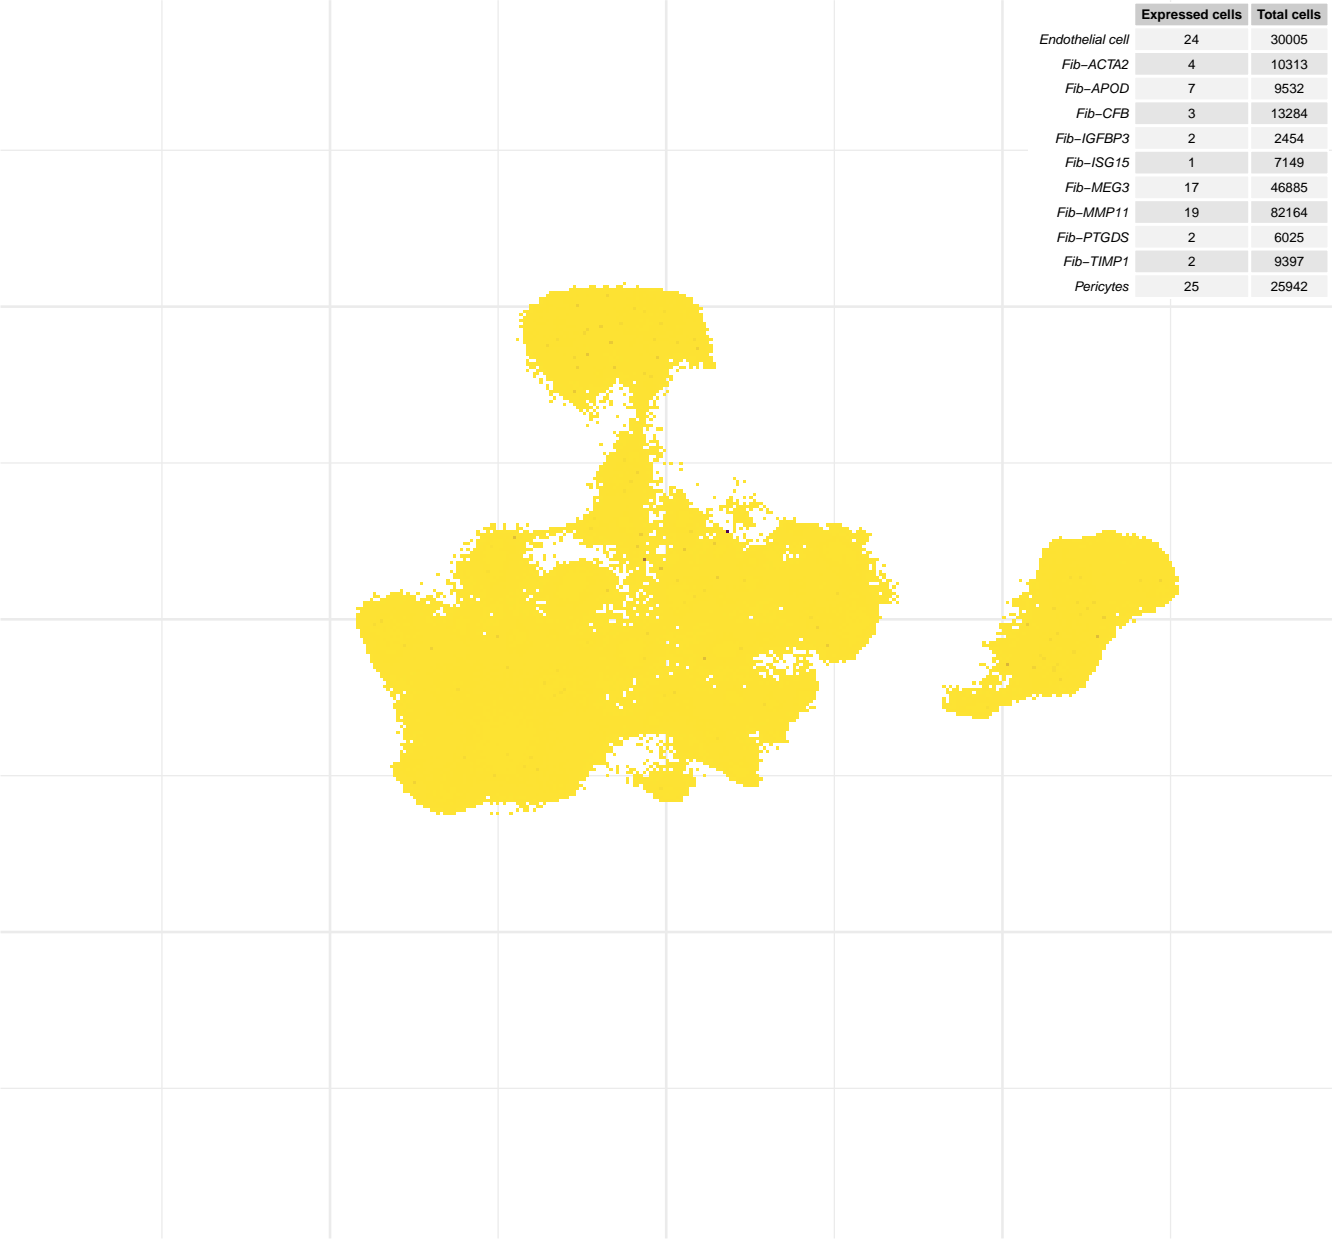 Expressed cells Total cells
Endothelial cell 24 30005
Fib−ACTA2 4 10313
Fib−APOD 7 9532
Fib−CFB 3 13284
Fib−IGFBP3 2 2454
Fib−ISG15 1 7149
Fib−MEG3 17 46885
Fib−MMP11 19 82164
Fib−PTGDS 2 6025
Fib−TIMP1 2 9397
Pericytes 25 25942